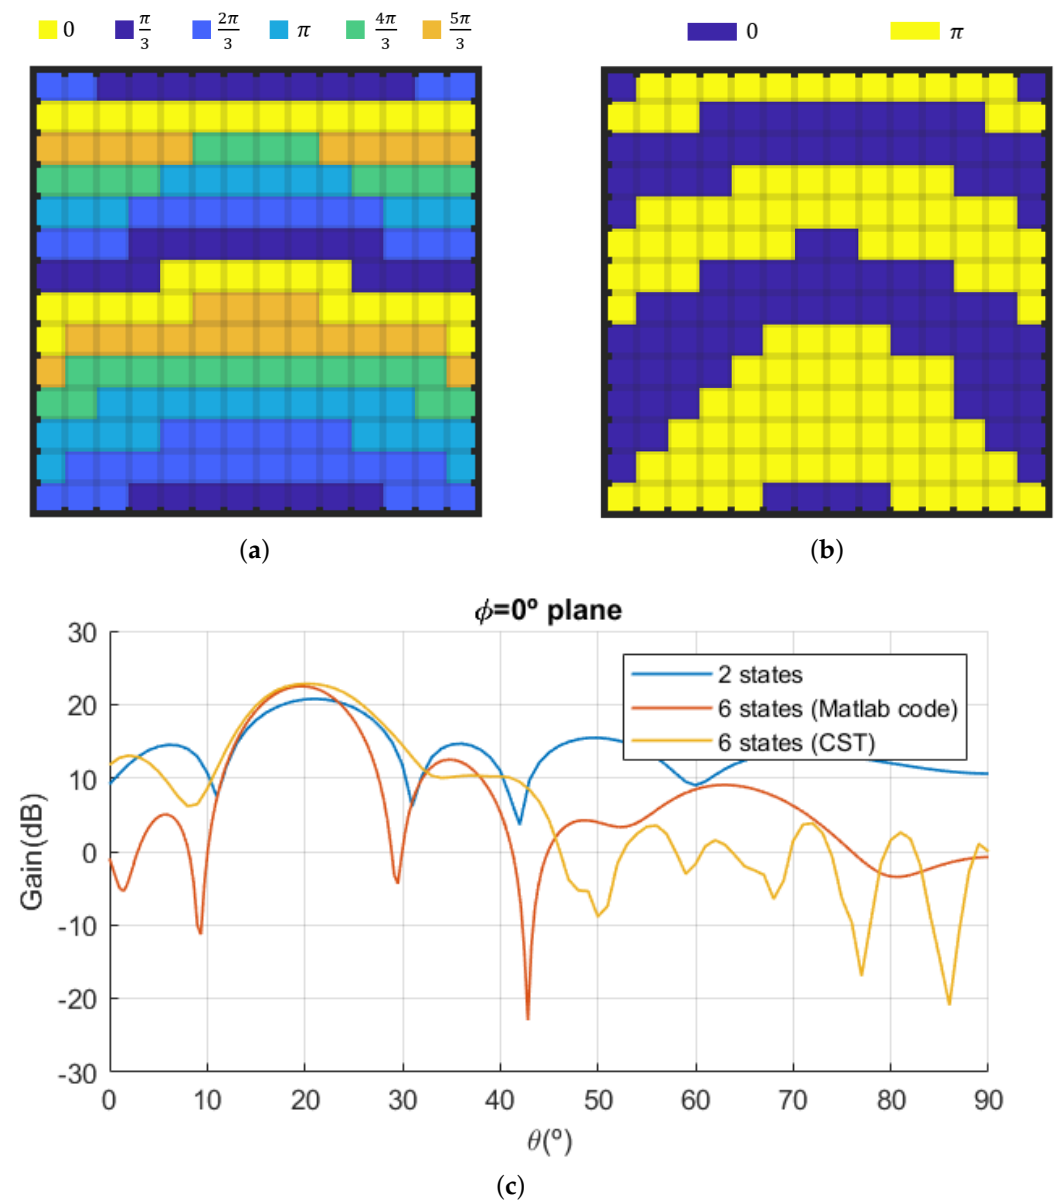 0 π/3 2π/3 π 4π/3 5π/3
0 π
(a) (b)
ϕ=0º plane
30
20
10
0
-10
-20
-30
Gain(dB)
2 states
6 states (Matlab code)
6 states (CST)
0 10 20 30 40 50 60 70 80 90
θ(º)
(c)